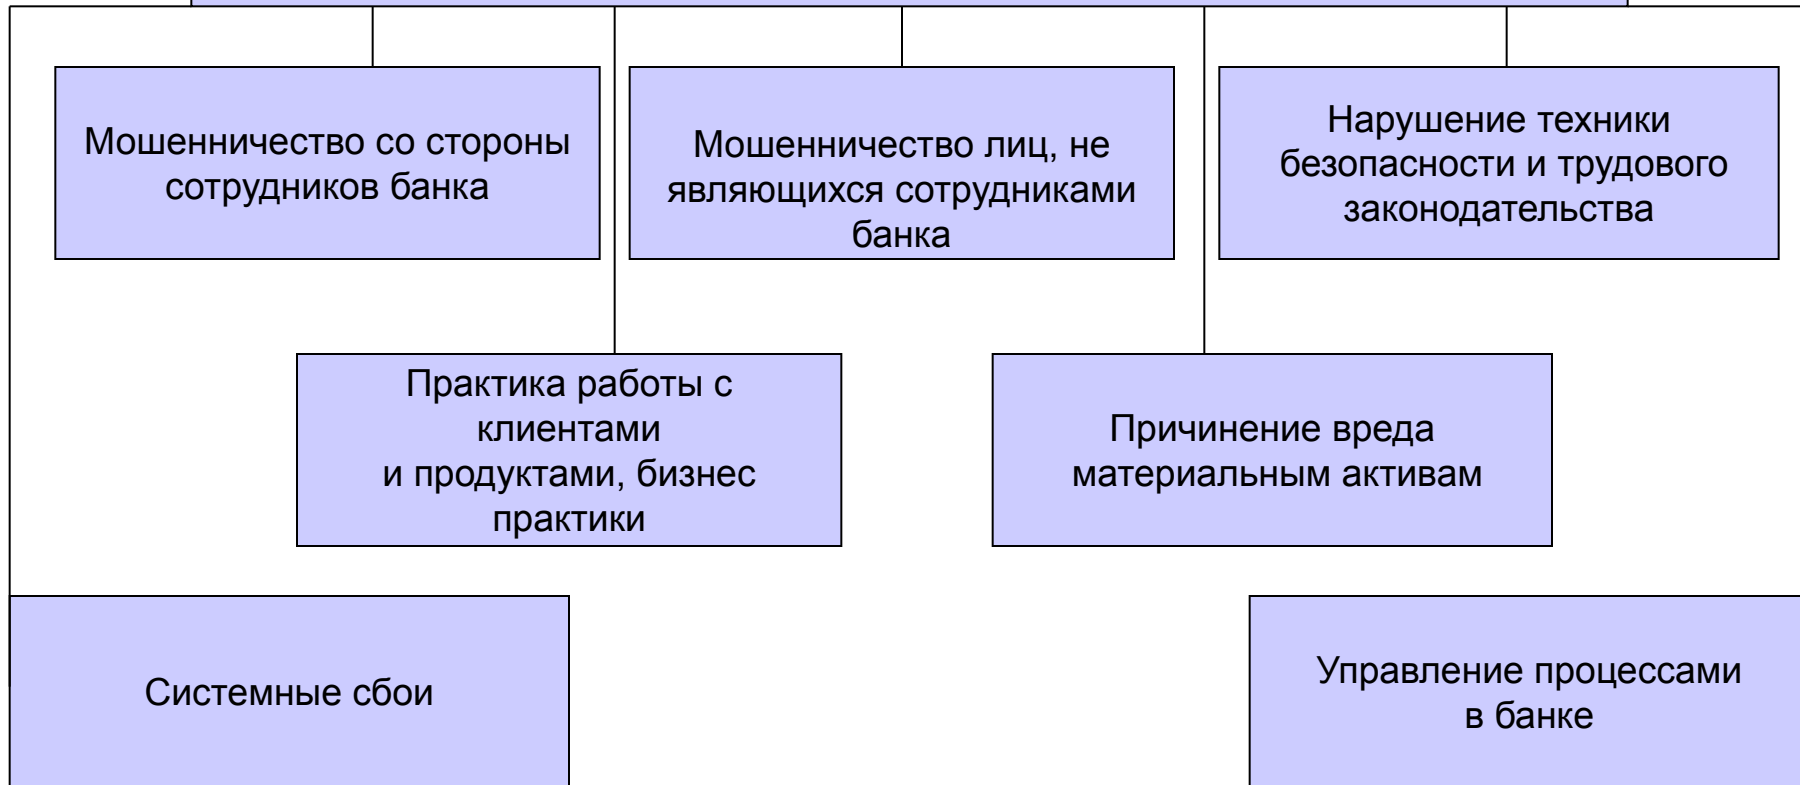 Мошенничество со стороны
сотрудников банка
Мошенничество лиц, не
являющихся сотрудниками
банка
Нарушение техники
безопасности и трудового
законодательства
Практика работы с
клиентами
и продуктами, бизнес
практики
Причинение вреда
материальным активам
Системные сбои
Управление процессами
в банке